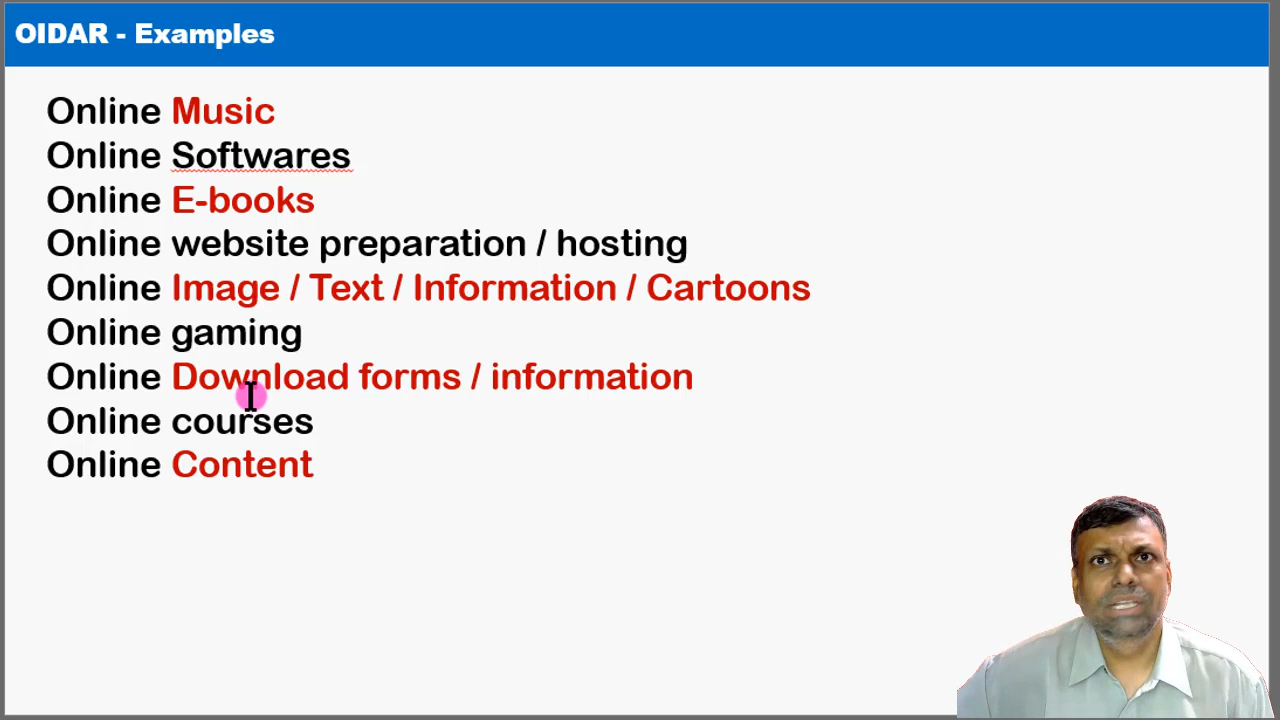 OIDAR - Examples
Online Music
Online Softwares
Online E-books
Online website preparation / hosting
Online Image / Text / Information / Cartoons
Online gaming
Online Download forms / information
Online courses
Online Content